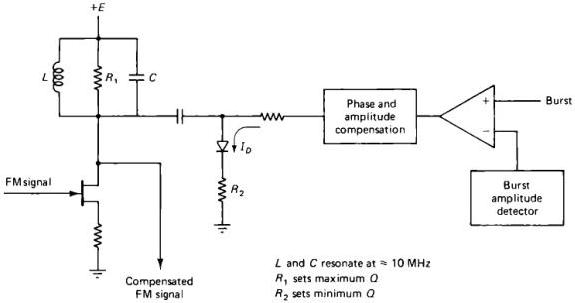 +E
L
R₁
C
Phase and
amplitude
compensation
+
Burst
−
I_D
R₂
FM signal
Burst
amplitude
detector
Compensated
FM signal
L and C resonate at ≈ 10 MHz
R₁ sets maximum Q
R₂ sets minimum Q